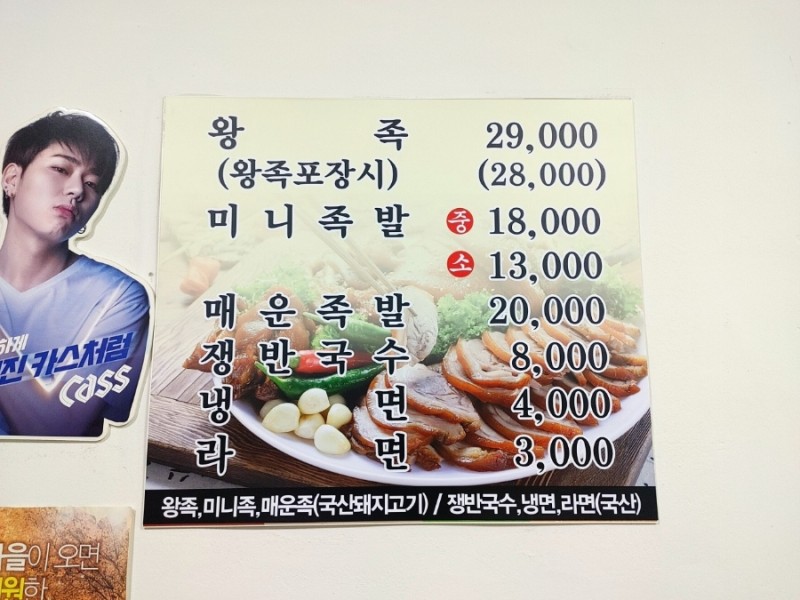 왕 족 29,000
(왕족포장시) (28,000)
미니족발 중 18,000
소 13,000
매운족발 20,000
쟁반국수 8,000
냉면 4,000
라면 3,000
왕족,미니족,매운족(국산돼지고기) / 쟁반국수,냉면,라면(국산)
카스처럼
cass
이 오면